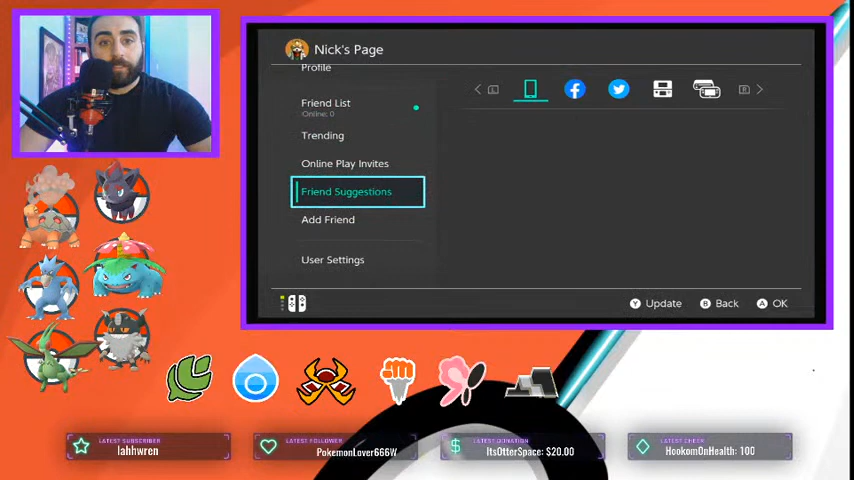 Nick's Page
Profile
Friend List
Online: 0
Trending
Online Play Invites
Friend Suggestions
Add Friend
User Settings
L
R
Y Update
B Back
A OK
LATEST SUBSCRIBER
lahhwren
LATEST FOLLOWER
PokemonLover666W
LATEST DONATION
ItsOtterSpace: $20.00
LATEST CHEER
HookomOnHealth: 100